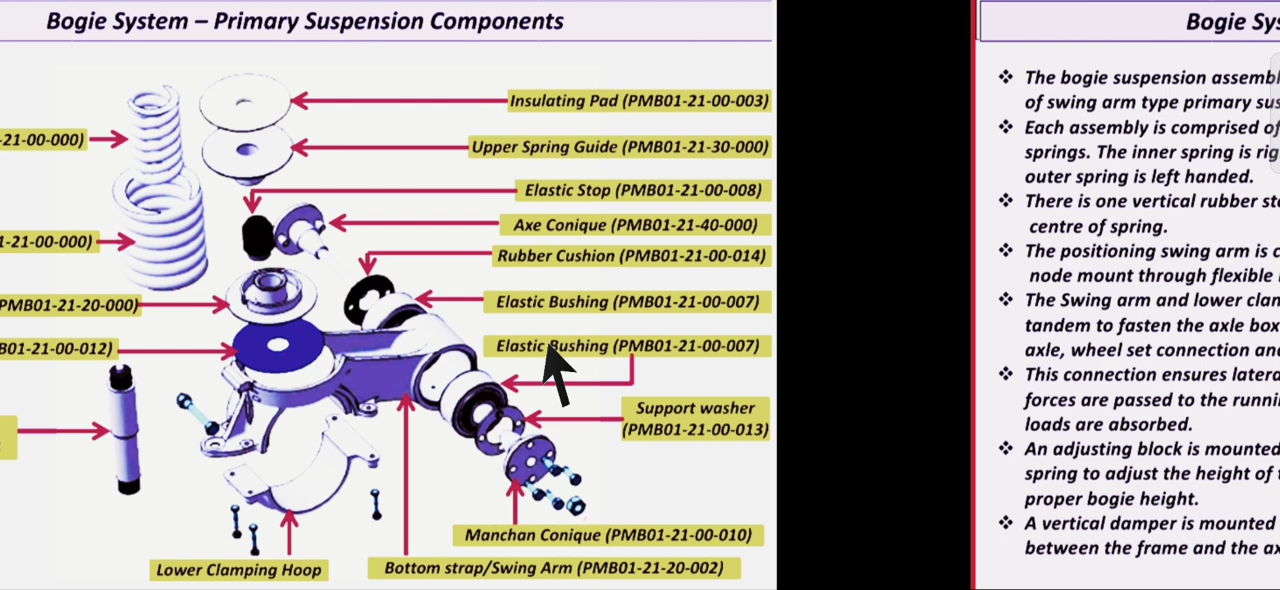 Bogie System – Primary Suspension Components
Insulating Pad (PMB01-21-00-003)
-21-00-000)
Upper Spring Guide (PMB01-21-30-000)
Elastic Stop (PMB01-21-00-008)
Axe Conique (PMB01-21-40-000)
1-21-00-000)
Rubber Cushion (PMB01-21-00-014)
PMB01-21-20-000)
Elastic Bushing (PMB01-21-00-007)
B01-21-00-012)
Elastic Bushing (PMB01-21-00-007)
Support washer
(PMB01-21-00-013)
Manchan Conique (PMB01-21-00-010)
Lower Clamping Hoop
Bottom strap/Swing Arm (PMB01-21-20-002)
Bogie Sys
❖ The bogie suspension assembl
of swing arm type primary sus
❖ Each assembly is comprised of
springs. The inner spring is rig
outer spring is left handed.
❖ There is one vertical rubber sto
centre of spring.
❖ The positioning swing arm is c
node mount through flexible
❖ The Swing arm and lower clam
tandem to fasten the axle box
axle, wheel set connection and
❖ This connection ensures latera
forces are passed to the runnin
loads are absorbed.
❖ An adjusting block is mounted
spring to adjust the height of t
proper bogie height.
❖ A vertical damper is mounted
between the frame and the ax